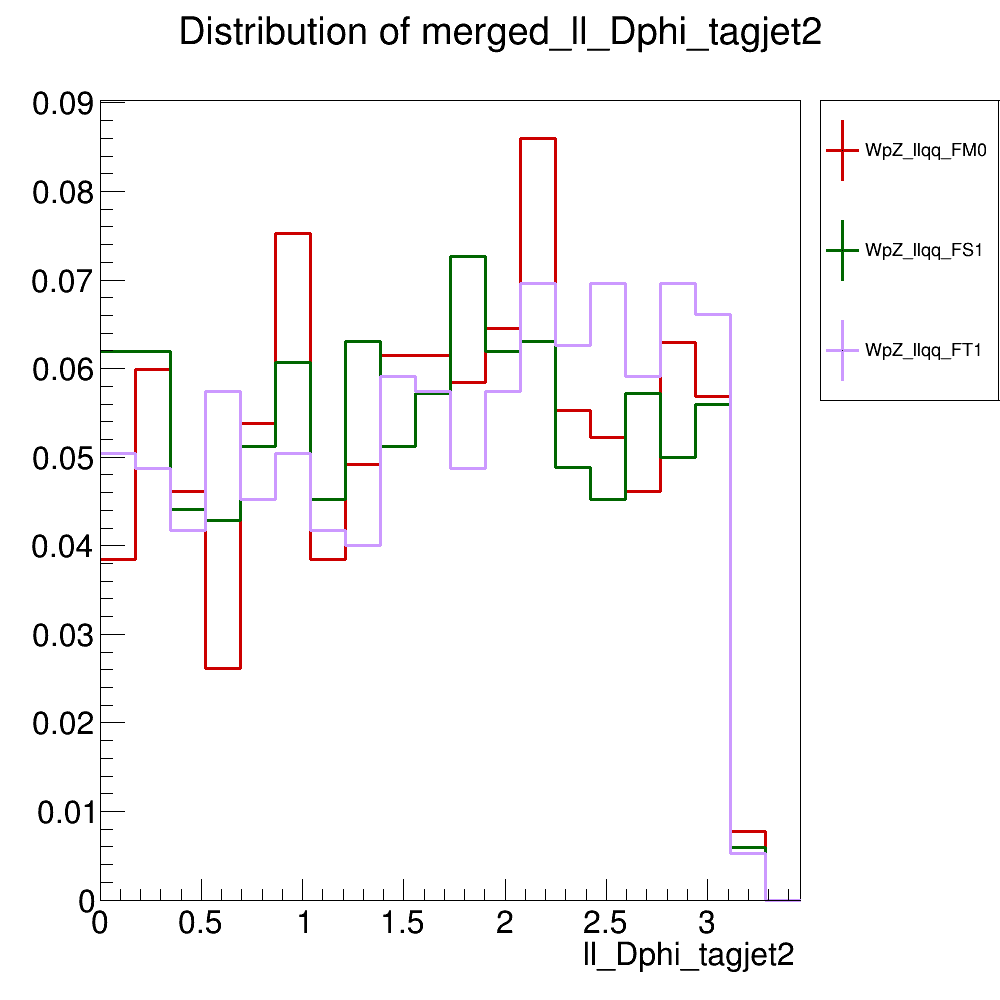 Distribution of merged_ll_Dphi_tagjet2
0.09
0.08
0.07
0.06
0.05
0.04
0.03
0.02
0.01
0
0 0.5 1 1.5 2 2.5 3
ll_Dphi_tagjet2
WpZ_llqq_FM0
WpZ_llqq_FS1
WpZ_llqq_FT1